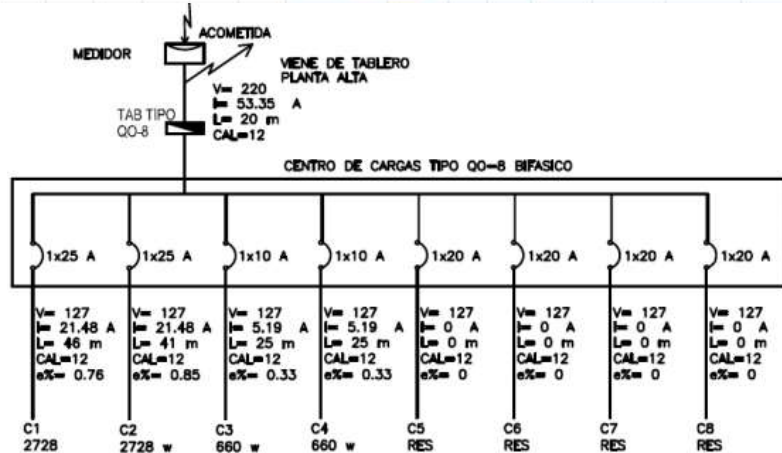 ACOMETIDA
MEDIDOR
VIENE DE TABLERO
PLANTA ALTA
V= 220
I= 53.35 A
L= 20 m
CAL=12
TAB TIPO
QO-8
CENTRO DE CARGAS TIPO QO-8 BIFASICO
1x25 A 1x25 A 1x10 A 1x10 A 1x20 A 1x20 A 1x20 A 1x20 A
V= 127 V= 127 V= 127 V= 127 V= 127 V= 127 V= 127 V= 127
I= 21.48 A I= 21.48 A I= 5.19 A I= 5.19 A I= 0 A I= 0 A I= 0 A I= 0 A
L= 46 m L= 41 m L= 25 m L= 25 m L= 0 m L= 0 m L= 0 m L= 0 m
CAL=12 CAL=12 CAL=12 CAL=12 CAL=12 CAL=12 CAL=12 CAL=12
e%= 0.76 e%= 0.85 e%= 0.33 e%= 0.33 e%= 0 e%= 0 e%= 0 e%= 0
C1 C2 C3 C4 C5 C6 C7 C8
2728 2728 w 660 w 660 w RES RES RES RES